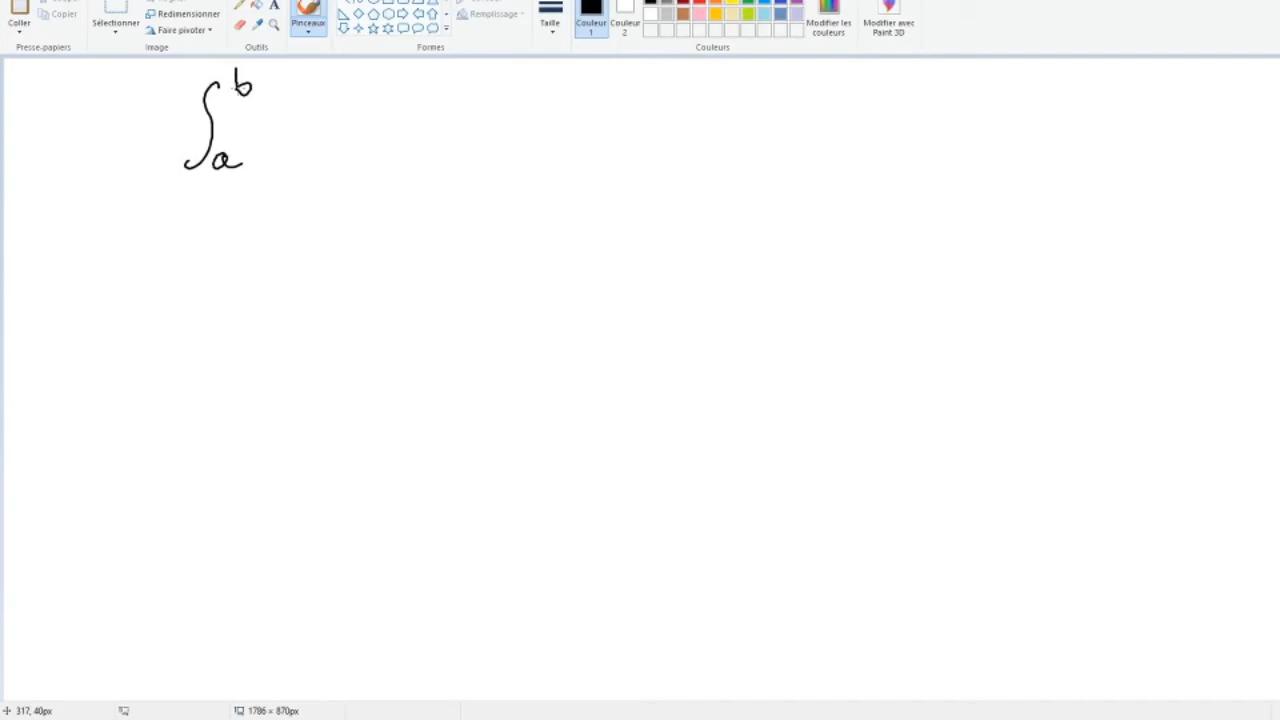 Coller
Copier
Sélectionner
Redimensionner
Faire pivoter
Pinceaux
Remplissage
Taille
Couleur 1
Couleur 2
Modifier les couleurs
Modifier avec Paint 3D
Presse-papiers
Image
Outils
Formes
Couleurs
∫
b
a
317, 40px
1786 × 870px